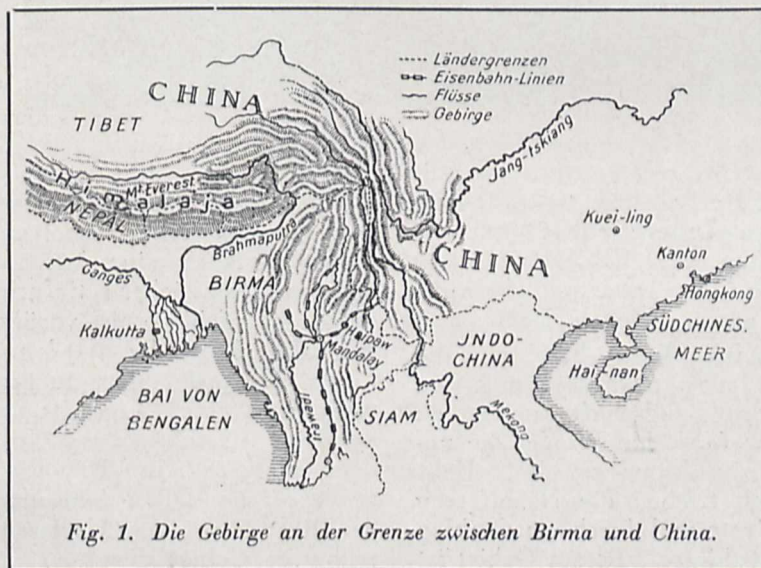 CHINA
TIBET
Ländergrenzen
Eisenbahn-Linien
Flüsse
Gebirge
Jang-tskiang
Himalaja
Mt. Everest
NEPAL
Brahmaputra
Kuei-ling
CHINA
Kanton
Hongkong
Ganges
BIRMA
Kalkutta
Haipaw
Mandalay
JNDO-
CHINA
SÜDCHINES.
MEER
Hai-nan
BAI VON
BENGALEN
Irawadi
SIAM
Mekong
Fig. 1. Die Gebirge an der Grenze zwischen Birma und China.